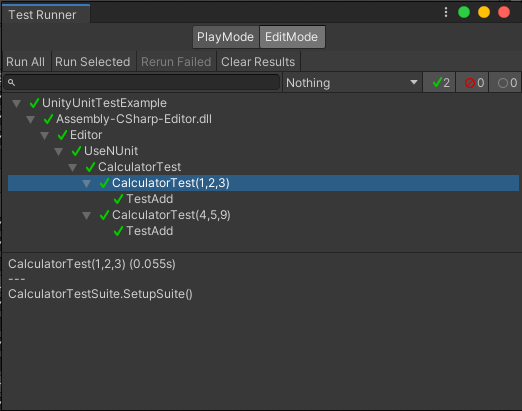 Test Runner
PlayMode EditMode
Run All Run Selected Rerun Failed Clear Results
Nothing 2 0 0
UnityUnitTestExample
Assembly-CSharp-Editor.dll
Editor
UseNUnit
CalculatorTest
CalculatorTest(1,2,3)
TestAdd
CalculatorTest(4,5,9)
TestAdd
CalculatorTest(1,2,3) (0.055s)
---
CalculatorTestSuite.SetupSuite()